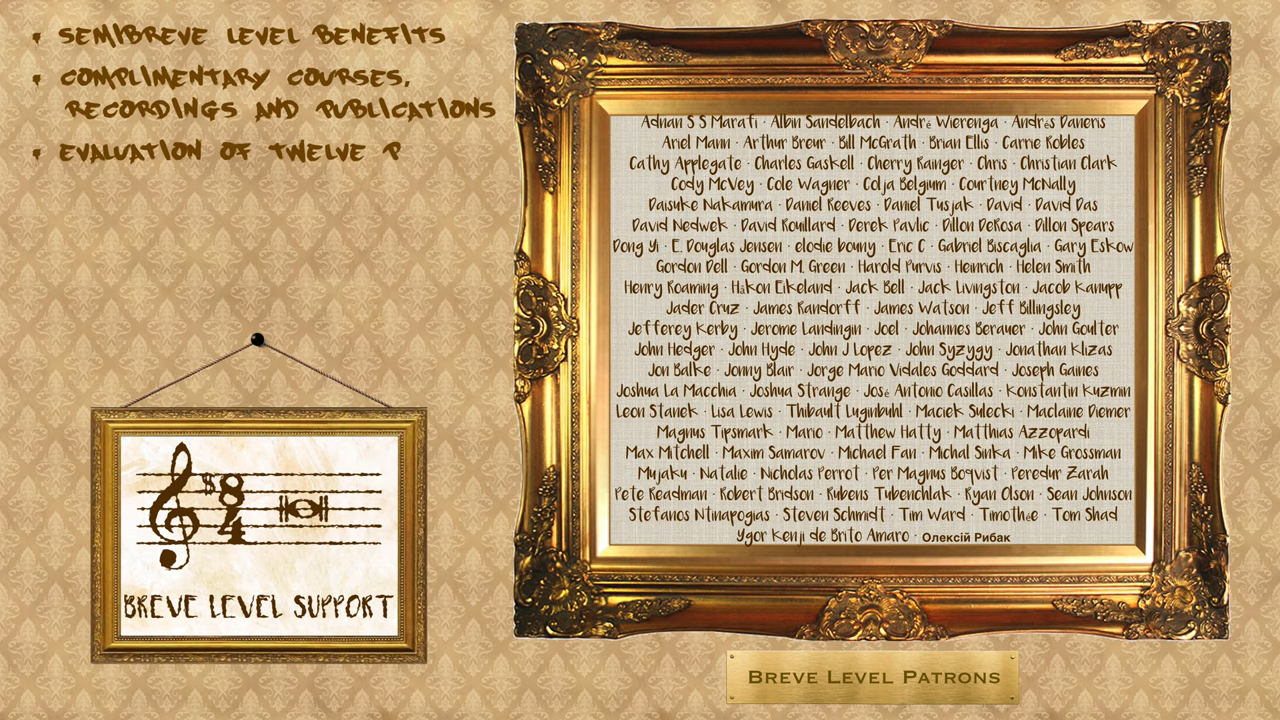 SEMIBREVE LEVEL BENEFITS
COMPLIMENTARY COURSES,
RECORDINGS AND PUBLICATIONS
EVALUATION OF TWELVE P
$8
4
BREVE LEVEL SUPPORT
Adnan S S Marafi · Albin Sandelbach · André Wierenga · Andrés Daneris
Ariel Mann · Arthur Breur · Bill McGrath · Brian Ellis · Carrie Robles
Cathy Applegate · Charles Gaskell · Cherry Rainger · Chris · Christian Clark
Cody McVey · Cole Wagner · Colja Belgium · Courtney McNally
Daisuke Nakamura · Daniel Reeves · Daniel Tusjak · David · David Das
David Nedwek · David Rouillard · Derek Pavlic · Dillon DeRosa · Dillon Spears
Dong Yi · E. Douglas Jensen · elodie bouny · Eric C · Gabriel Biscaglia · Gary Eskow
Gordon Dell · Gordon M. Green · Harold Purvis · Heinrich · Helen Smith
Henry Roaming · Håkon Eikeland · Jack Bell · Jack Livingston · Jacob Kanupp
Jader Cruz · James Randorff · James Watson · Jeff Billingsley
Jefferey Kerby · Jerome Landingin · Joel · Johannes Berauer · John Goulter
John Hedger · John Hyde · John J Lopez · John Syzygy · Jonathan Klizas
Jon Balke · Jonny Blair · Jorge Mario Vidales Goddard · Joseph Gaines
Joshua La Macchia · Joshua Strange · José Antonio Casillas · Konstantin Kuzmin
Leon Stanek · Lisa Lewis · Thibault Luginbuhl · Maciek Sulecki · Maclaine Diemer
Magnus Tipsmark · Mario · Matthew Hatty · Matthias Azzopardi
Max Mitchell · Maxim Samarov · Michael Fan · Michal Sinka · Mike Grossman
Mujaku · Natalie · Nicholas Perrot · Per Magnus Boqvist · Peredur Zarah
Pete Readman · Robert Bridson · Rubens Tubenchlak · Ryan Olson · Sean Johnson
Stefanos Ntinapogias · Steven Schmidt · Tim Ward · Timothée · Tom Shad
Ygor Kenji de Brito Amaro · Олексій Рибак
BREVE LEVEL PATRONS